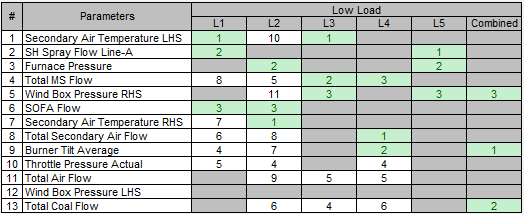 # Parameters Low Load
L1 L2 L3 L4 L5 Combined
1 Secondary Air Temperature LHS 1 10 1
2 SH Spray Flow Line-A 2 1
3 Furnace Pressure 2 2
4 Total MS Flow 8 5 2 3
5 Wind Box Pressure RHS 11 3 3 3
6 SOFA Flow 3 3
7 Secondary Air Temperature RHS 7 1
8 Total Secondary Air Flow 6 8 1
9 Burner Tilt Average 4 7 2 1
10 Throttle Pressure Actual 5 4 4
11 Total Air Flow 9 5 5
12 Wind Box Pressure LHS
13 Total Coal Flow 6 4 6 2